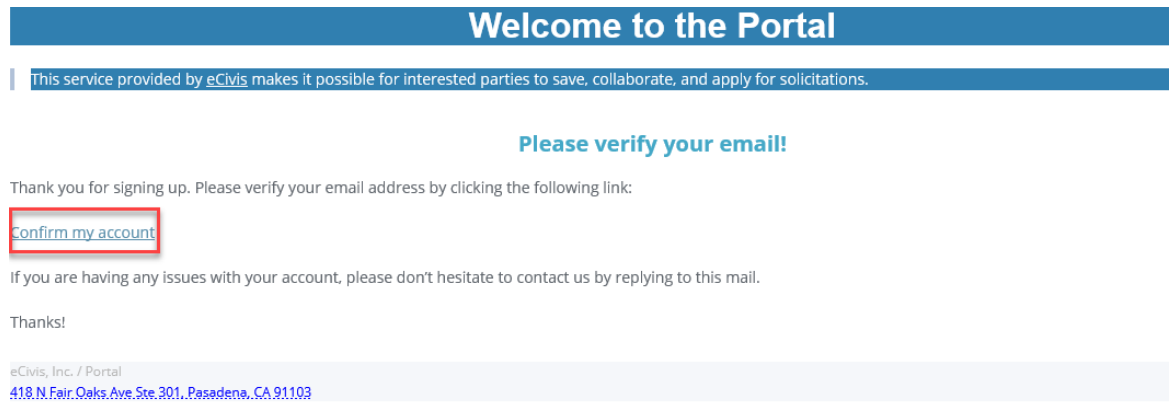 Welcome to the Portal
This service provided by eCivis makes it possible for interested parties to save, collaborate, and apply for solicitations.
Please verify your email!
Thank you for signing up. Please verify your email address by clicking the following link:
Confirm my account
If you are having any issues with your account, please don’t hesitate to contact us by replying to this mail.
Thanks!
eCivis, Inc. / Portal
418 N Fair Oaks Ave Ste 301, Pasadena, CA 91103